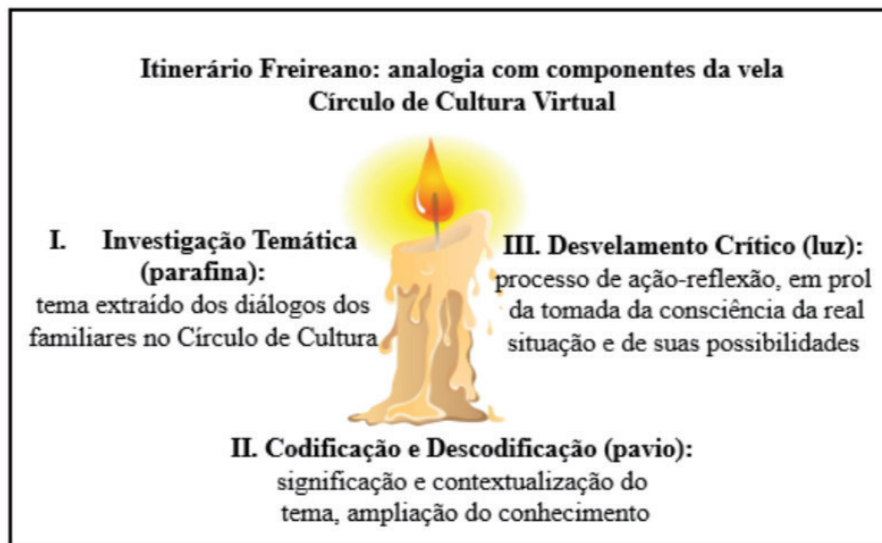 Itinerário Freireano: analogia com componentes da vela
Círculo de Cultura Virtual
I. Investigação Temática
(parafina):
tema extraído dos diálogos dos
familiares no Círculo de Cultura
III. Desvelamento Crítico (luz):
processo de ação-reflexão, em prol
da tomada da consciência da real
situação e de suas possibilidades
II. Codificação e Descodificação (pavio):
significação e contextualização do
tema, ampliação do conhecimento